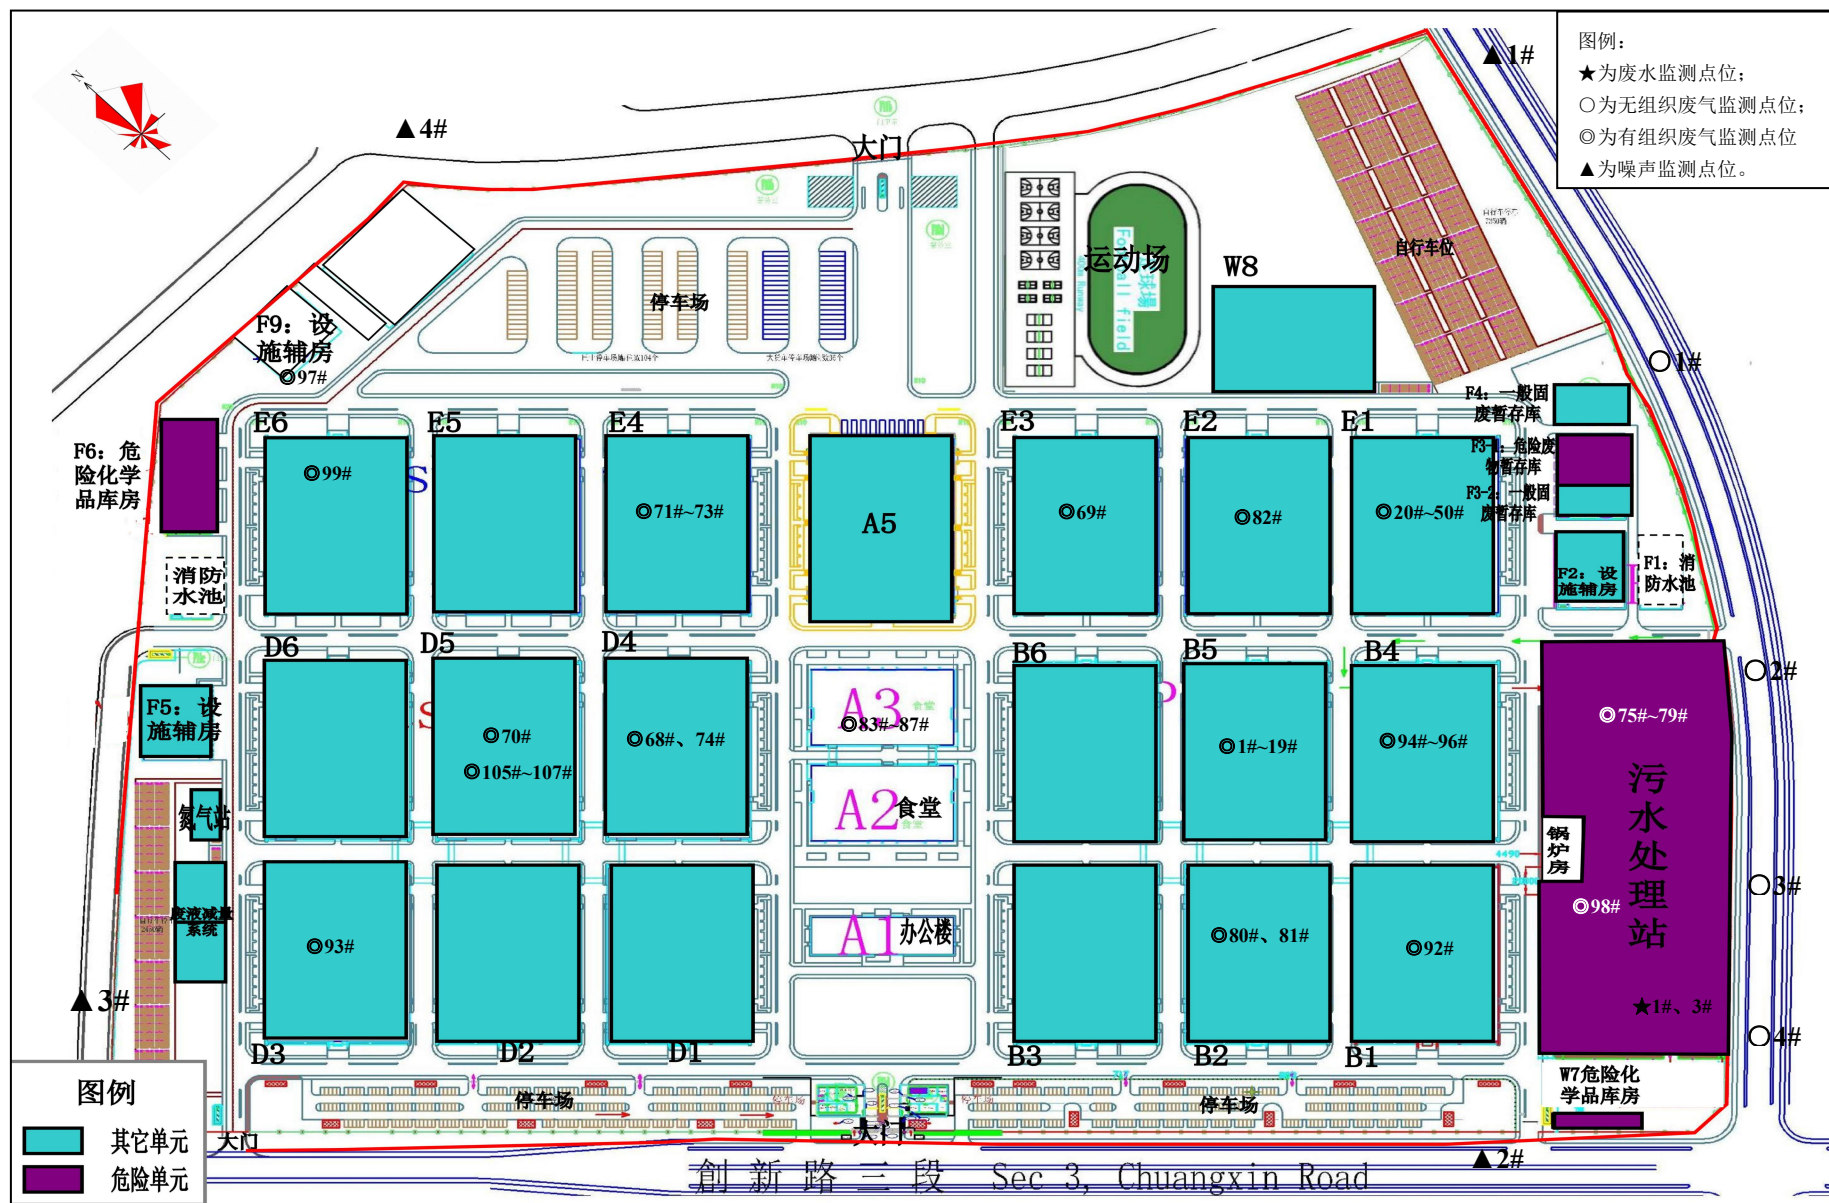 图例：
★为废水监测点位；
○为无组织废气监测点位；
◎为有组织废气监测点位
▲为噪声监测点位。
N
▲1#
▲4#
大门
运动场
Football field
W8
自行车位
停车场
F9：设
施辅房
◎97#
○1#
F4：一般固
废暂存库
F3-1：危险废
物暂存库
F3-2：一般固
废暂存库
F2：设
施辅房
F1：消
防水池
F6：危
险化学
品库房
消防
水池
E6
E5
E4
E3
E2
E1
◎99#
◎71#~73#
A5
◎69#
◎82#
◎20#~50#
D6
D5
D4
B6
B5
B4
F5：设
施辅房
◎70#
◎105#~107#
◎68#、74#
A3
食堂
◎83#~87#
◎1#~19#
◎94#~96#
◎75#~79#
○2#
A2
食堂
氮气站
废液减量
系统
污水处理站
锅炉房
◎98#
○3#
A1
办公楼
◎93#
◎80#、81#
◎92#
★1#、3#
▲3#
○4#
D3
D2
D1
B3
B2
B1
W7危险化
学品库房
停车场
停车场
大门
大门
▲2#
图例
其它单元
危险单元
創新路三段 Sec 3, Chuangxin Road